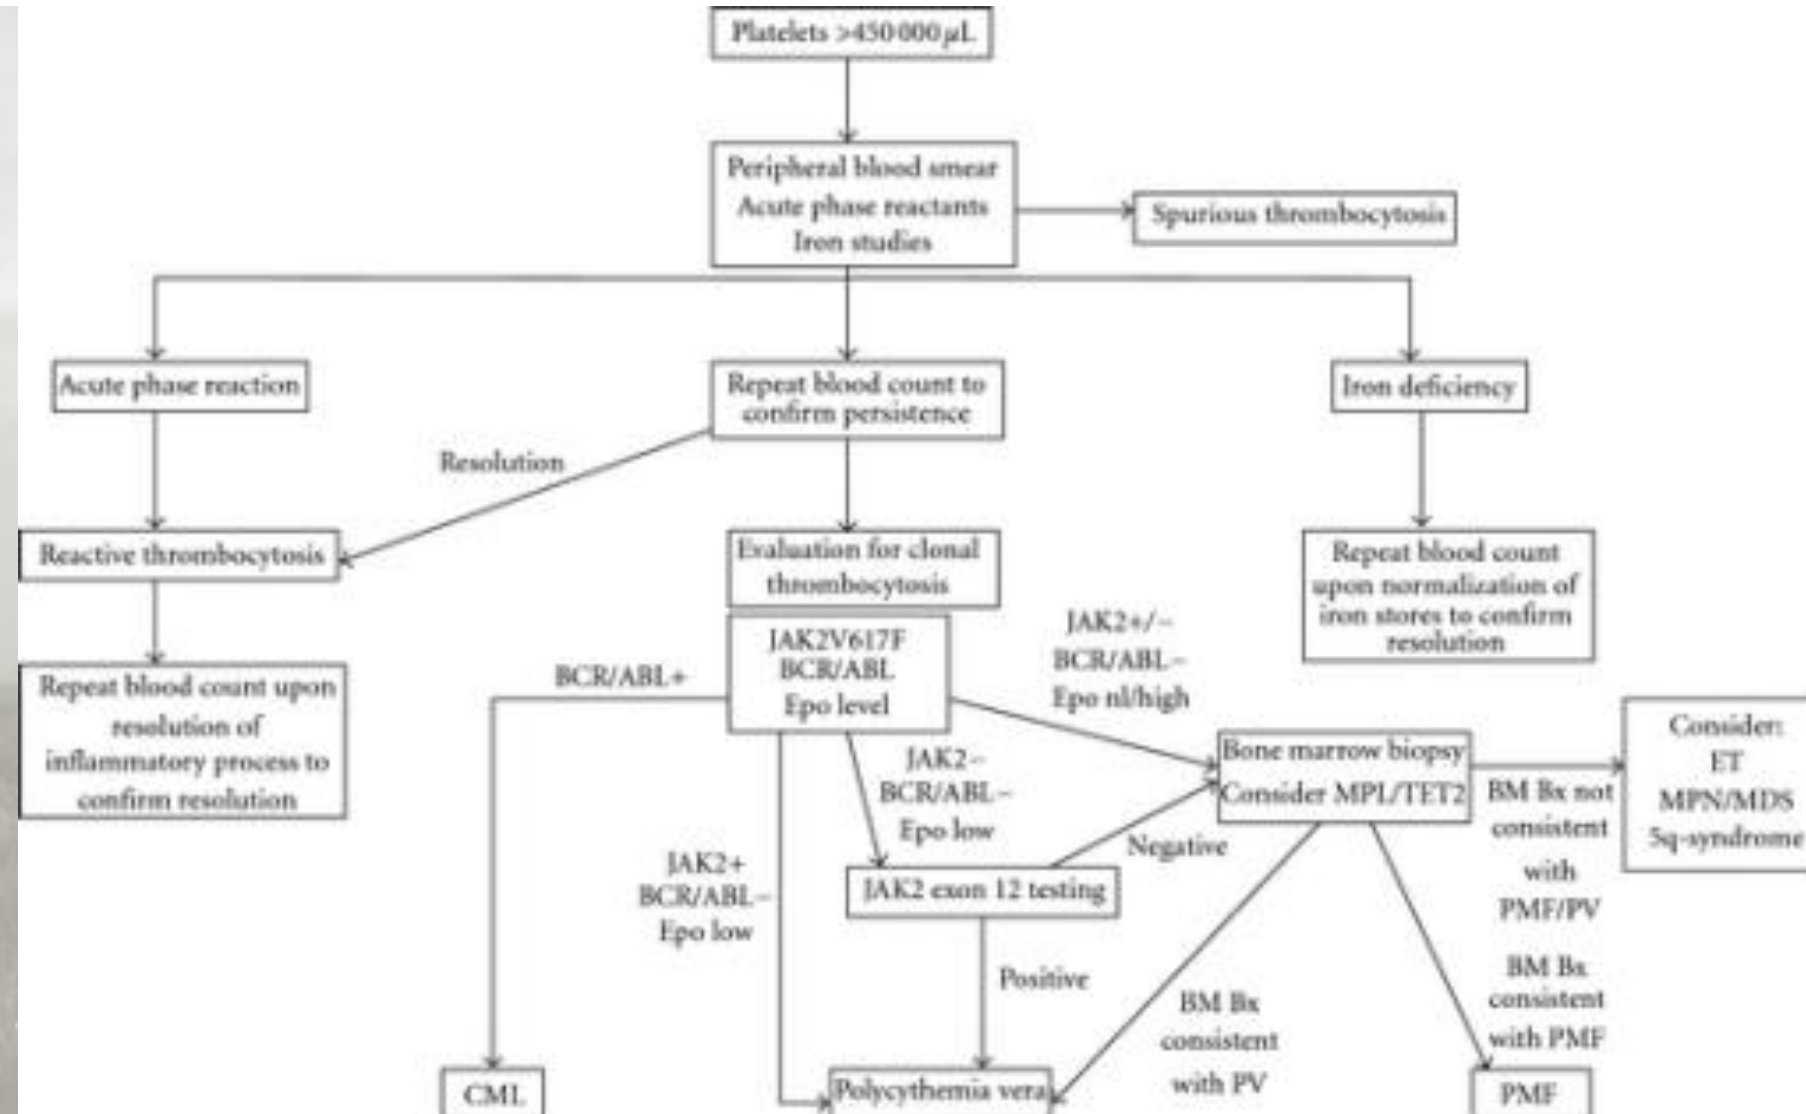 Platelets >450 000 µL
Peripheral blood smear
Acute phase reactants
Iron studies
Spurious thrombocytosis
Acute phase reaction
Repeat blood count to
confirm persistence
Iron deficiency
Resolution
Reactive thrombocytosis
Evaluation for clonal
thrombocytosis
Repeat blood count
upon normalization of
iron stores to confirm
resolution
Repeat blood count upon
resolution of
inflammatory process to
confirm resolution
BCR/ABL+
JAK2V617F
BCR/ABL
Epo level
JAK2+/−
BCR/ABL−
Epo nl/high
JAK2−
BCR/ABL−
Epo low
JAK2+
BCR/ABL−
Epo low
Bone marrow biopsy
Consider MPL/TET2
BM Bx not
consistent
with
PMF/PV
Consider:
ET
MPN/MDS
5q-syndrome
Negative
JAK2 exon 12 testing
Positive
BM Bx
consistent
with PV
BM Bx
consistent
with PMF
CML
Polycythemia vera
PMF